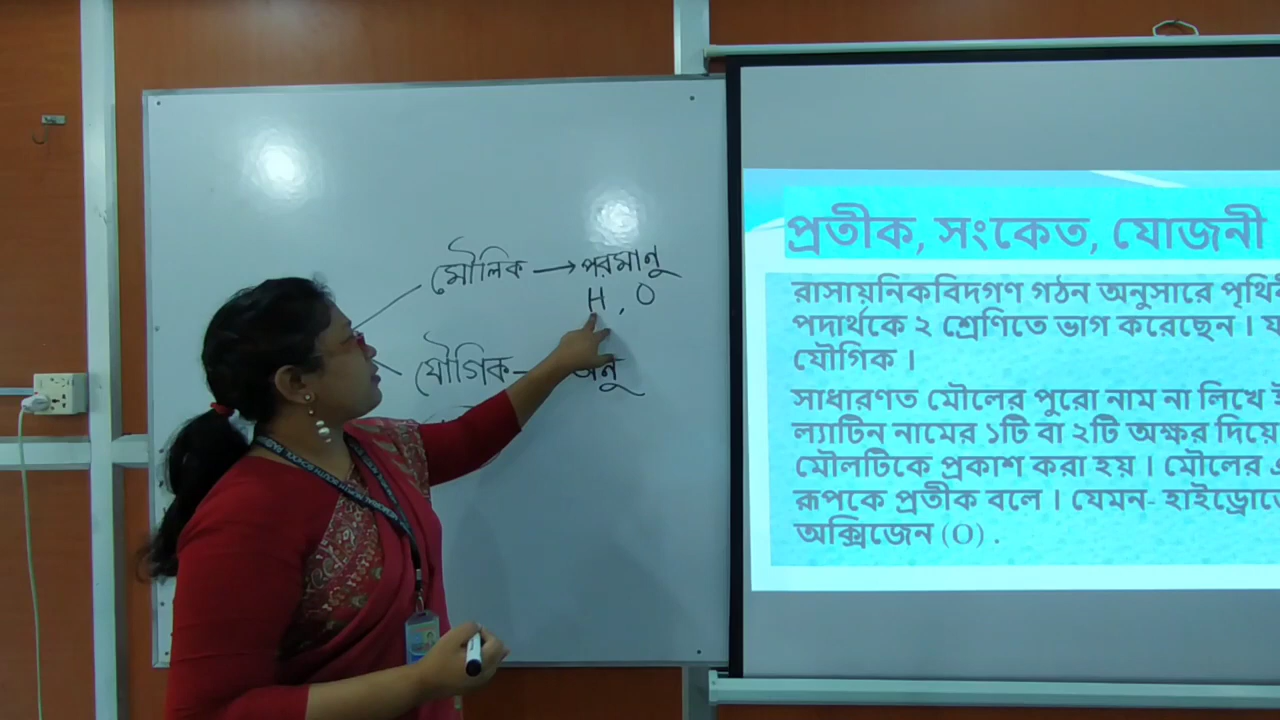 মৌলিক → পরমানু
H, O
যৌগিক – অনু
প্রতীক, সংকেত, যোজনী
রাসায়নিকবিদগণ গঠন অনুসারে
পদার্থকে ২ শ্রেণিতে ভাগ করেছেন ।
যৌগিক ।
সাধারণত মৌলের পুরো নাম না লিখে
ল্যাটিন নামের ১টি বা ২টি অক্ষর দিয়ে
মৌলটিকে প্রকাশ করা হয় । মৌলের
রূপকে প্রতীক বলে । যেমন-
অক্সিজেন (O) .